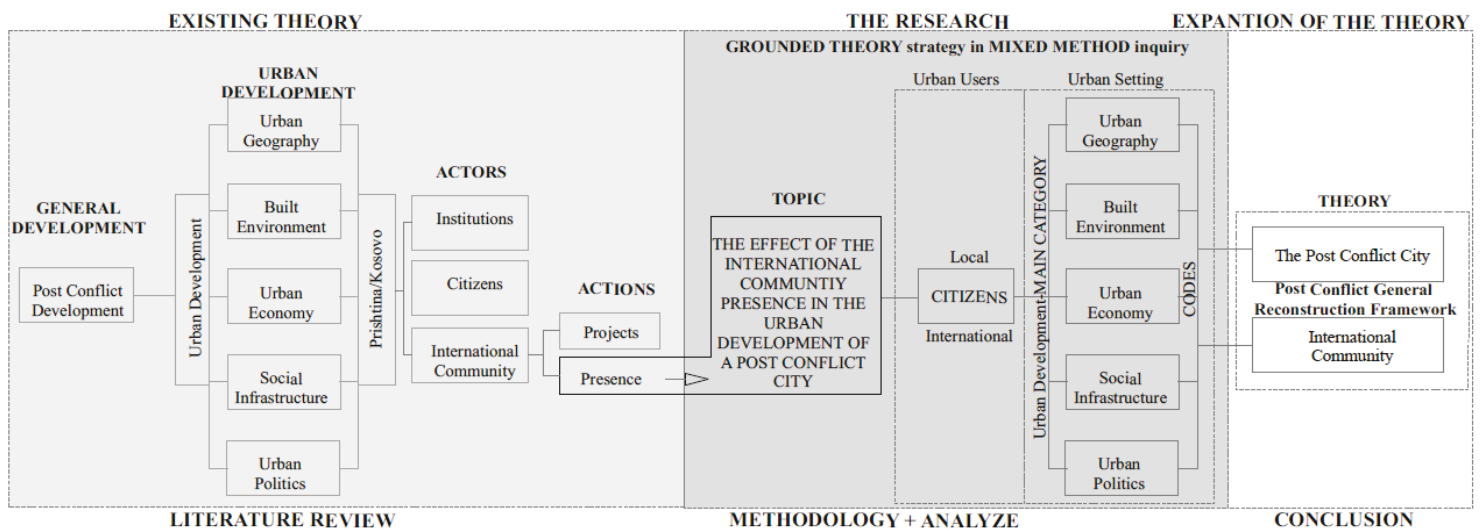 EXISTING THEORY
THE RESEARCH
EXPANTION OF THE THEORY
GROUNDED THEORY strategy in MIXED METHOD inquiry
URBAN
DEVELOPMENT
Urban
Geography
Built
Environment
Urban
Economy
Social
Infrastructure
Urban
Politics
GENERAL
DEVELOPMENT
Post Conflict
Development
Urban Development
Prishtina/Kosovo
ACTORS
Institutions
Citizens
International
Community
ACTIONS
Projects
Presence
TOPIC
THE EFFECT OF THE
INTERNATIONAL
COMMUNTIY
PRESENCE IN THE
URBAN
DEVELOPMENT OF
A POST CONFLICT
CITY
Urban Users
Local
CITIZENS
International
Urban Setting
Urban Development-MAIN CATEGORY
Urban
Geography
Built
Environment
Urban
Economy
Social
Infrastructure
Urban
Politics
CODES
THEORY
The Post Conflict City
Post Conflict General
Reconstruction Framework
International
Community
LITERATURE REVIEW
METHODOLOGY + ANALYZE
CONCLUSION